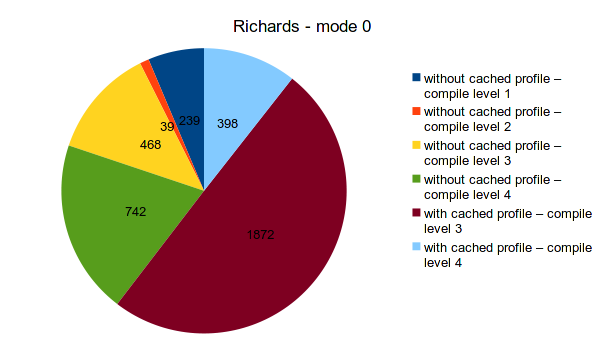 Richards - mode 0
239
398
39
468
742
1872
without cached profile –
compile level 1
without cached profile –
compile level 2
without cached profile –
compile level 3
without cached profile –
compile level 4
with cached profile – compile
level 3
with cached profile – compile
level 4